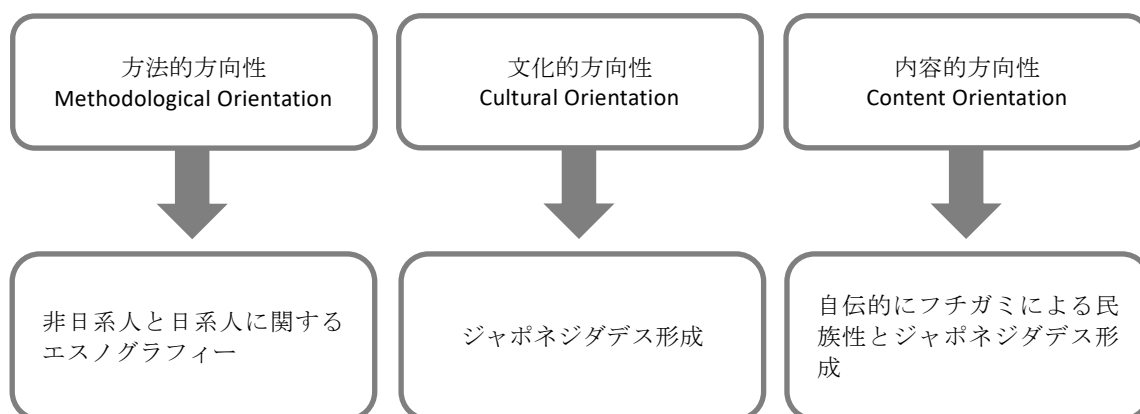 方法的方向性
Methodological Orientation
文化的方向性
Cultural Orientation
内容的方向性
Content Orientation
非日系人と日系人に関する
エスノグラフィー
ジャポネジダデス形成
自伝的にフチガミによる民
族性とジャポネジダデス形
成